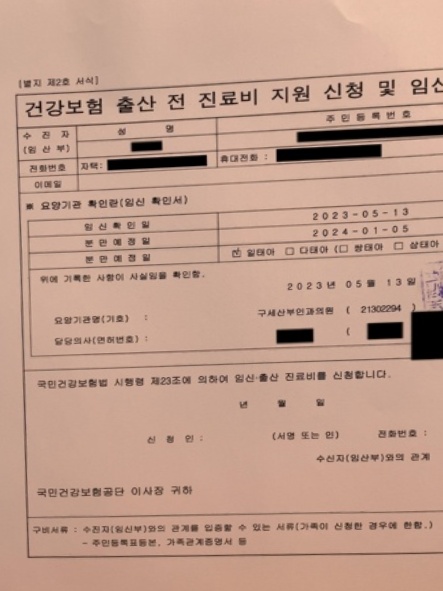 [별지 제2호 서식]
건강보험 출산 전 진료비 지원 신청 및 임신
수 진 자
(임 산 부)
성 명
주 민 등 록 번 호
전화번호
자택:
휴대전화 :
이메일
※ 요양기관 확인란(임신 확인서)
임 신 확 인 일
2023-05-13
분 만 예 정 일
2024-01-05
분 만 예 정 일
☑ 일태아 □ 다태아 (□ 쌍태아 □ 삼태아
위에 기록한 사항이 사실임을 확인함.
2023년 05 월 13 일
요양기관명(기호) :
구세산부인과의원 ( 21302294 )
담당의사(면허번호) :
(
국민건강보험법 시행령 제23조에 의하여 임신·출산 진료비를 신청합니다.
년 월 일
신 청 인 :
(서명 또는 인)
전화번호 :
수신자(임산부)와의 관계
국민건강보험공단 이사장 귀하
구비서류 : 수진자(임산부)와의 관계를 입증할 수 있는 서류(가족이 신청한 경우에 한함.)
- 주민등록표등본, 가족관계증명서 등